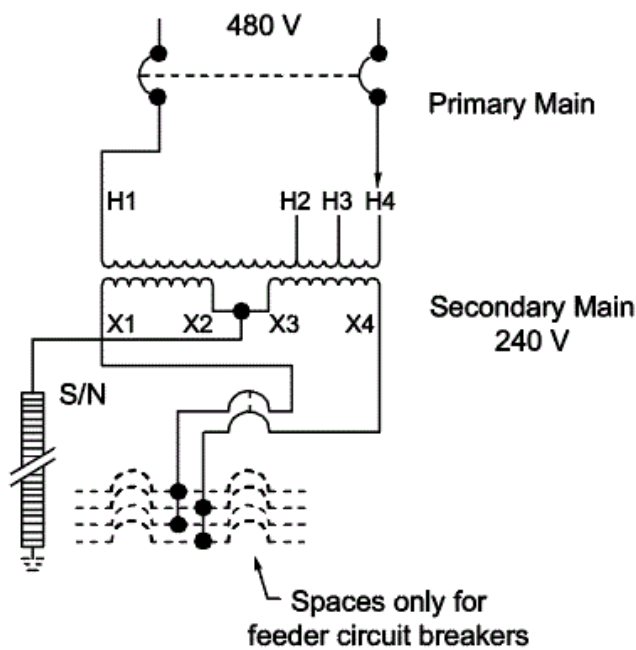 480 V
Primary Main
H1 H2 H3 H4
X1 X2 X3 X4
Secondary Main
240 V
S/N
Spaces only for
feeder circuit breakers